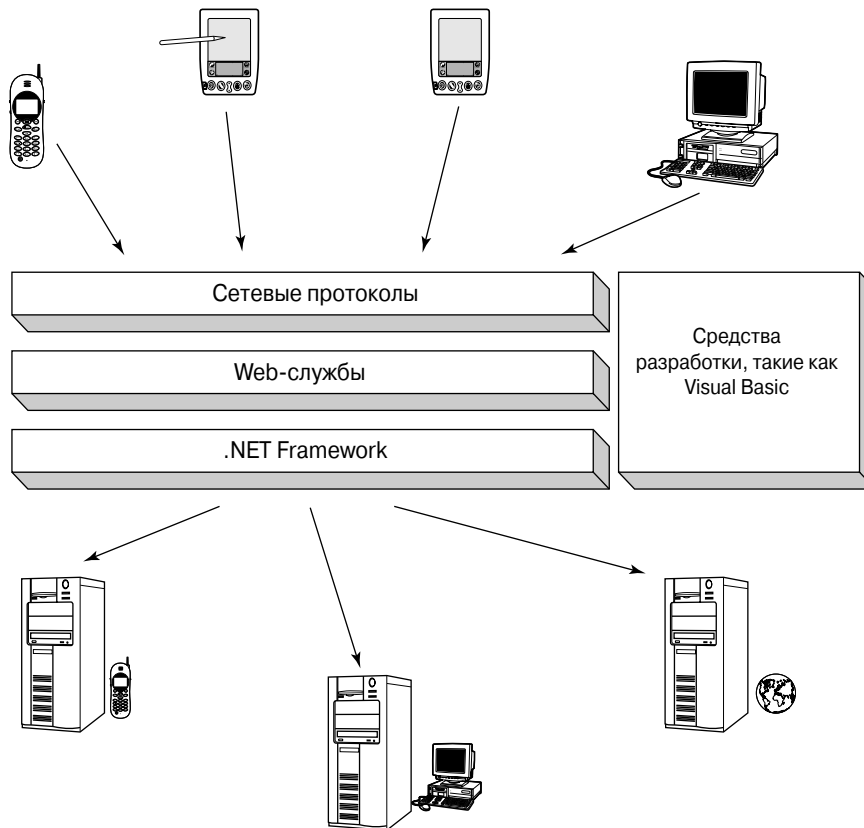 Сетевые протоколы
Web-службы
.NET Framework
Средства
разработки, такие как
Visual Basic